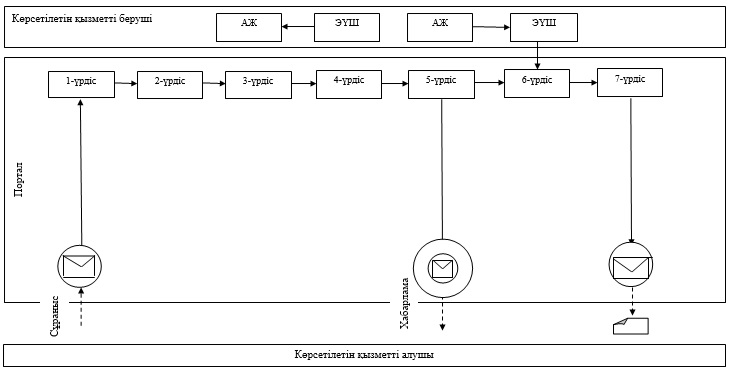 Көрсетілетін қызметті беруші
АЖ
ЭҮШ
АЖ
ЭҮШ
1-үрдіс
2-үрдіс
3-үрдіс
4-үрдіс
5-үрдіс
6-үрдіс
7-үрдіс
Портал
Сұраныс
Хабарлама
Көрсетілетін қызметті алушы